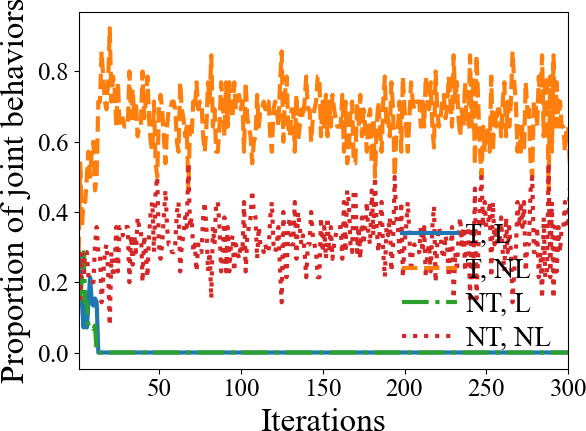 Proportion of joint behaviors
0.8
0.6
0.4
0.2
0.0
T, L
T, NL
NT, L
NT, NL
50
100
150
200
250
300
Iterations